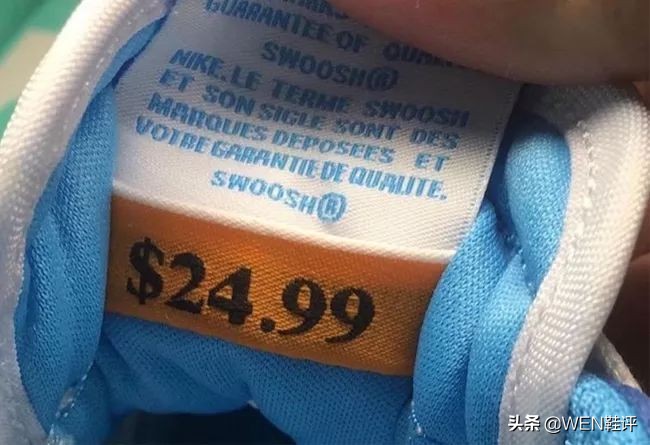 GUARANTEE OF QUALITY
SWOOSH®
NIKE, LE TERME SWOOSH
ET SON SIGLE SONT DES
MARQUES DEPOSEES ET
VOTRE GARANTIE DE QUALITE.
SWOOSH®
$24.99
头条 @WEN鞋评